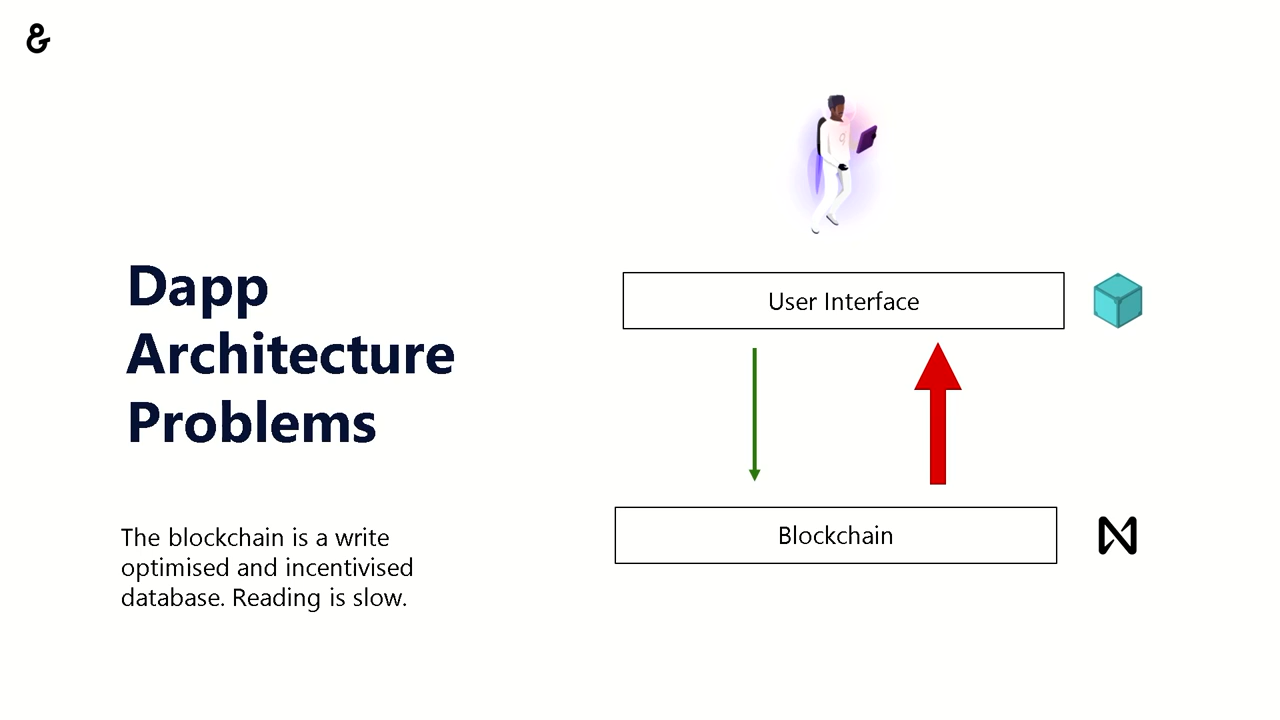 &
Dapp
Architecture
Problems
The blockchain is a write
optimised and incentivised
database. Reading is slow.
User Interface
Blockchain